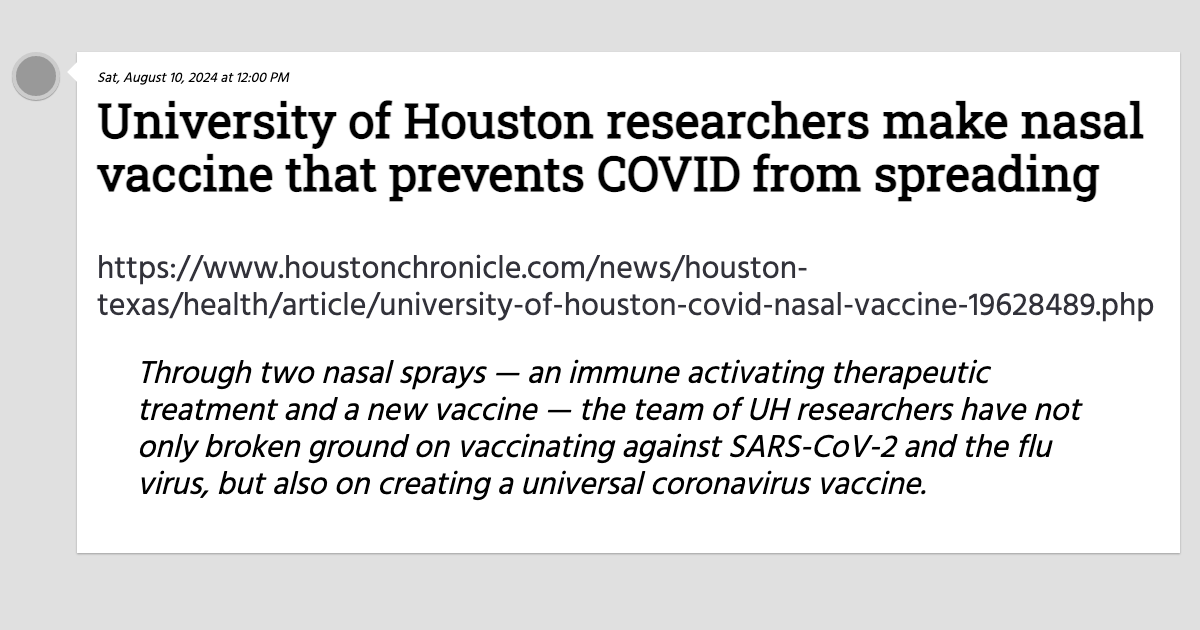 Sat, August 10, 2024 at 12:00 PM
University of Houston researchers make nasal
vaccine that prevents COVID from spreading
https://www.houstonchronicle.com/news/houston-
texas/health/article/university-of-houston-covid-nasal-vaccine-19628489.php
Through two nasal sprays — an immune activating therapeutic
treatment and a new vaccine — the team of UH researchers have not
only broken ground on vaccinating against SARS-CoV-2 and the flu
virus, but also on creating a universal coronavirus vaccine.